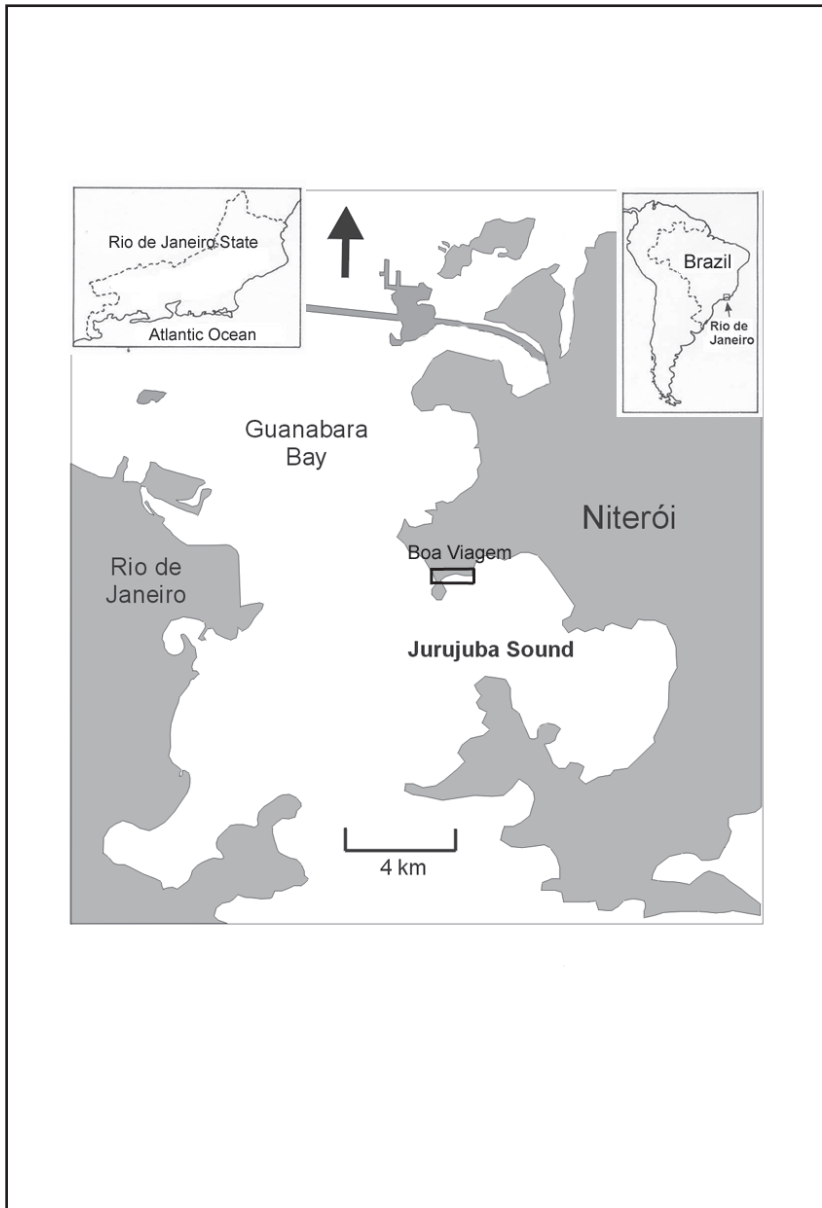 Rio de Janeiro State
Atlantic Ocean
Brazil
Rio de
Janeiro
Guanabara
Bay
Niterói
Boa Viagem
Rio de
Janeiro
Jurujuba Sound
4 km